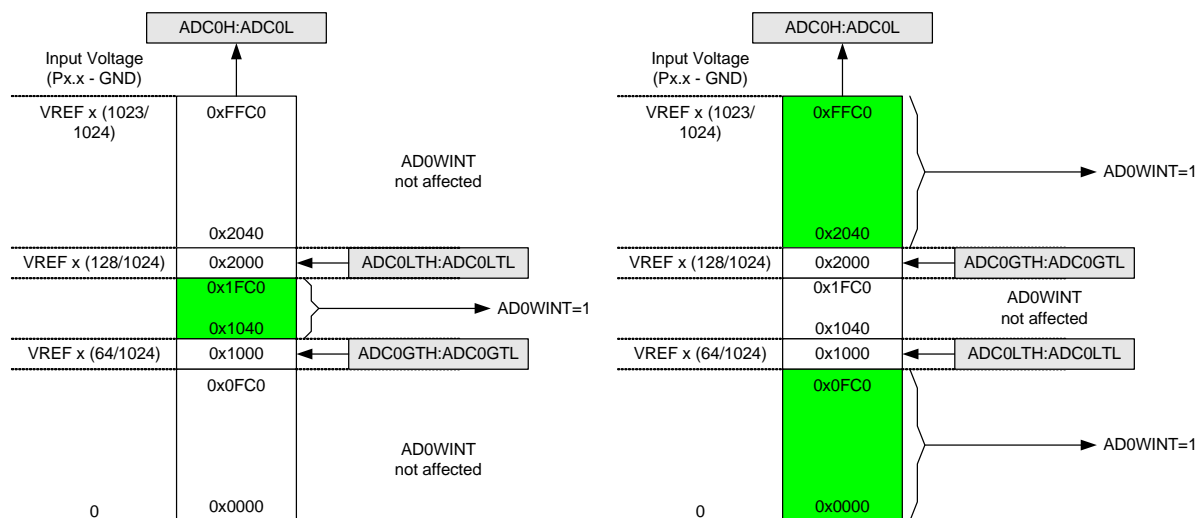 ADC0H:ADC0L
Input Voltage
(Px.x - GND)
VREF x (1023/
1024)
0xFFC0
AD0WINT
not affected
0x2040
VREF x (128/1024)
0x2000
ADC0LTH:ADC0LTL
0x1FC0
AD0WINT=1
0x1040
VREF x (64/1024)
0x1000
ADC0GTH:ADC0GTL
0x0FC0
AD0WINT
not affected
0
0x0000
ADC0H:ADC0L
Input Voltage
(Px.x - GND)
VREF x (1023/
1024)
0xFFC0
AD0WINT=1
0x2040
VREF x (128/1024)
0x2000
ADC0GTH:ADC0GTL
0x1FC0
AD0WINT
not affected
0x1040
VREF x (64/1024)
0x1000
ADC0LTH:ADC0LTL
0x0FC0
AD0WINT=1
0
0x0000